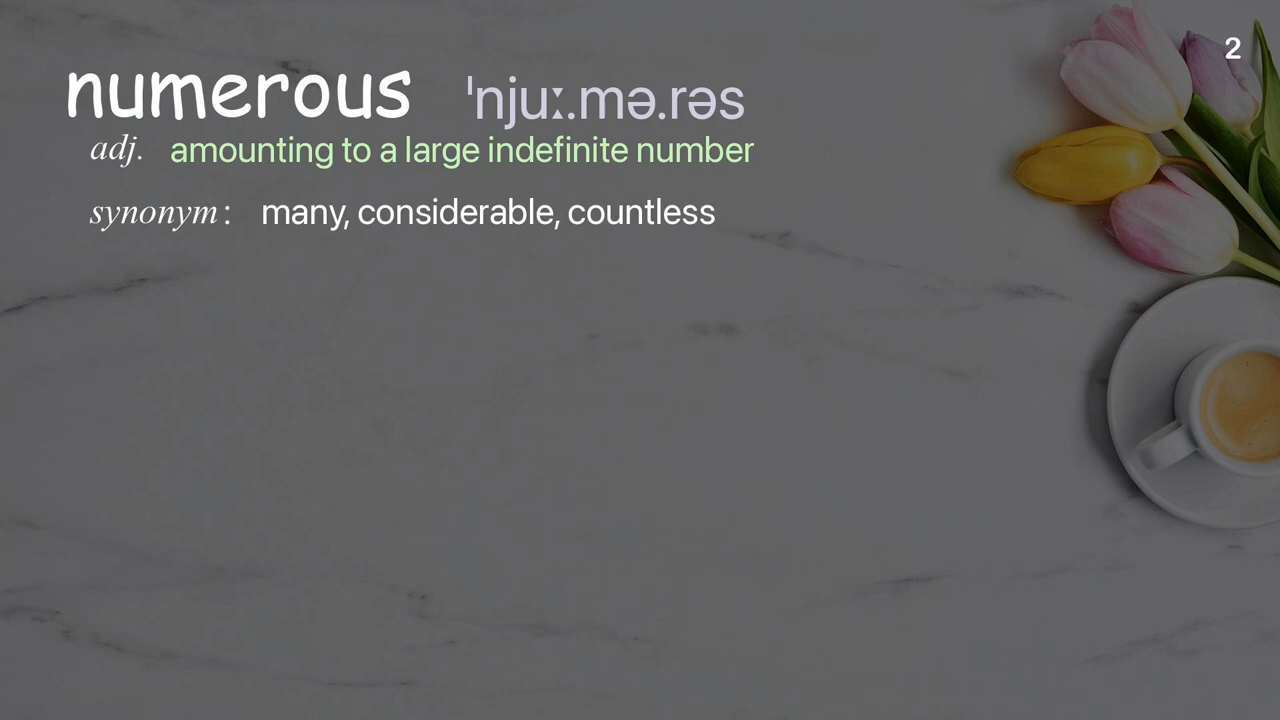 2
numerous ˈnjuː.mə.rəs
adj. amounting to a large indefinite number
synonym: many, considerable, countless